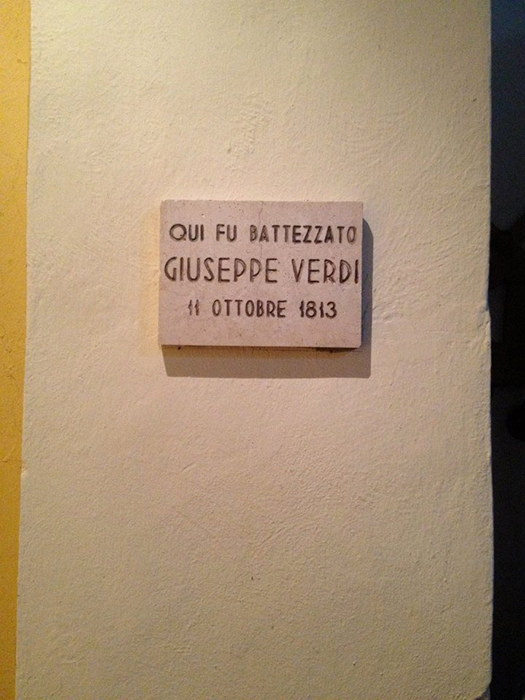 QUI FU BATTEZZATO
GIUSEPPE VERDI
11 OTTOBRE 1813